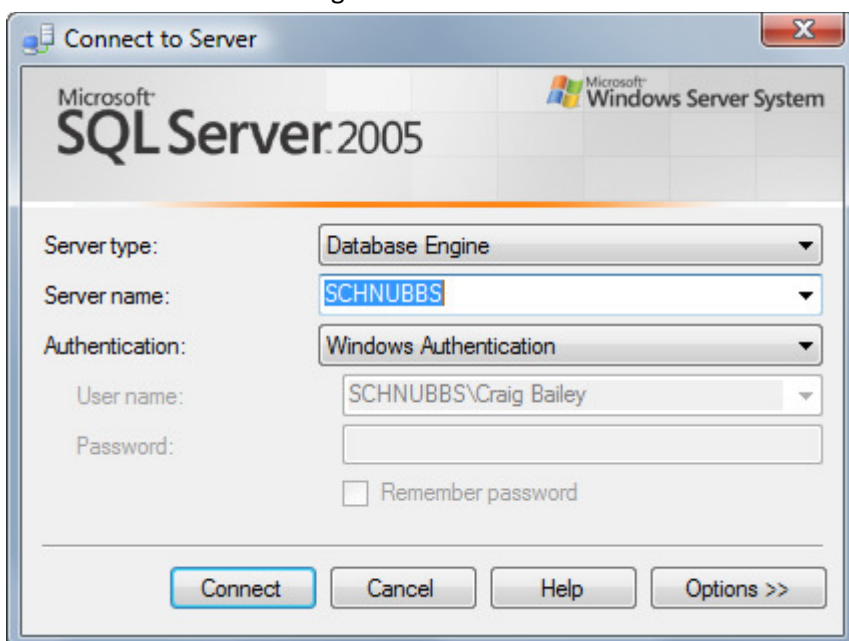 Connect to Server
Microsoft
SQL Server 2005
Microsoft
Windows Server System
Server type: Database Engine
Server name: SCHNUBBS
Authentication: Windows Authentication
User name: SCHNUBBS\Craig Bailey
Password:
Remember password
Connect Cancel Help Options >>